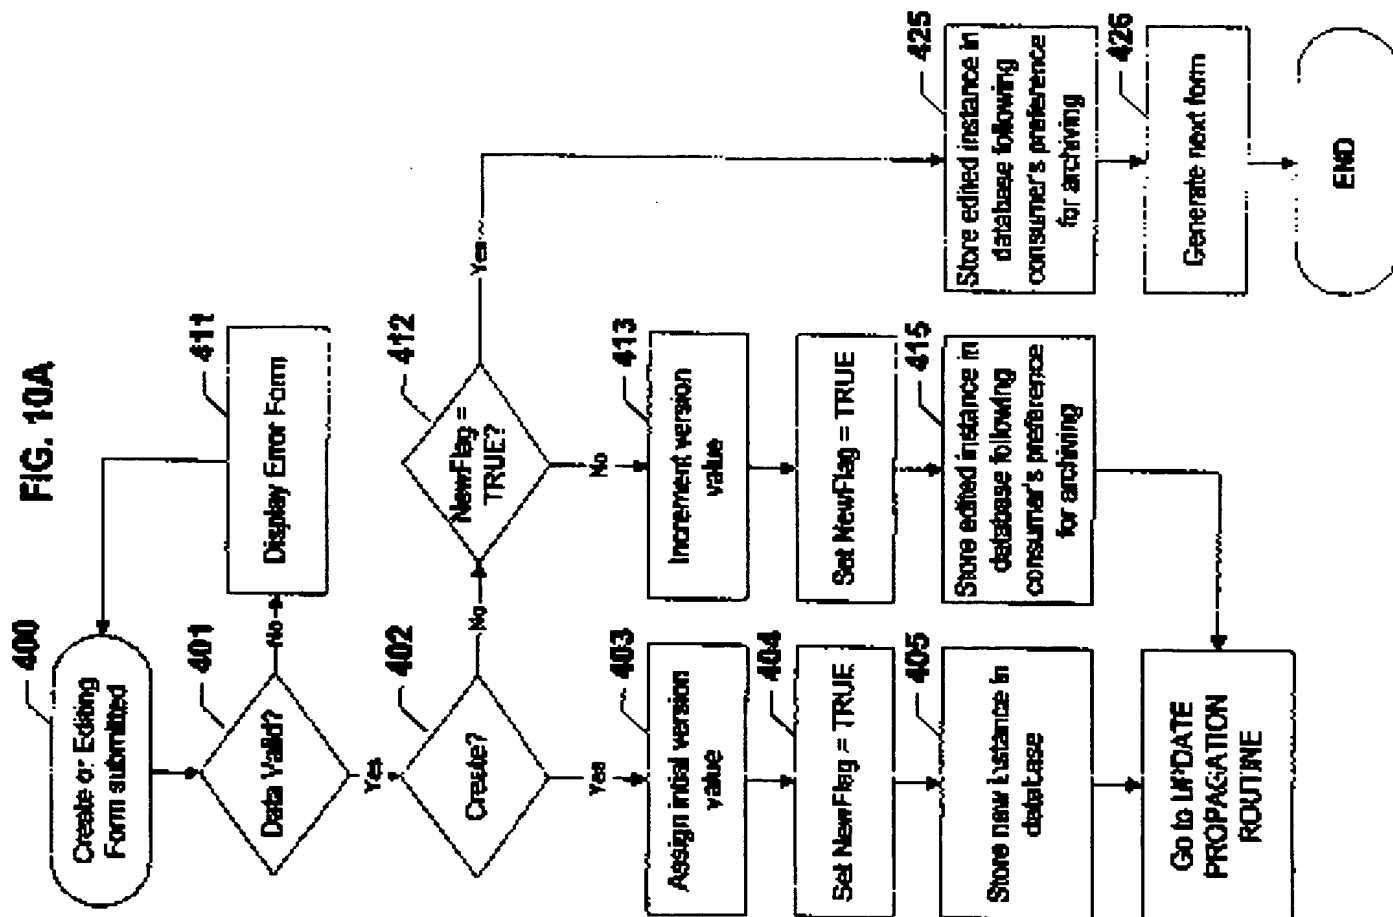 FIG. 10A
400
Create or Editing
Form submitted
401
Data Valid?
No
411
Display Error Form
Yes
402
Create?
No
412
NewFlag =
TRUE?
Yes
Yes
403
Assign initial version
value
404
Set NewFlag = TRUE
405
Store new instance in
database
No
413
Increment version
value
Set NewFlag = TRUE
415
Store edited instance in
database following
consumer's preference
for archiving
Go to UPDATE
PROPAGATION
ROUTINE
425
Store edited instance in
database following
consumer's preference
for archiving
426
Generate next form
END